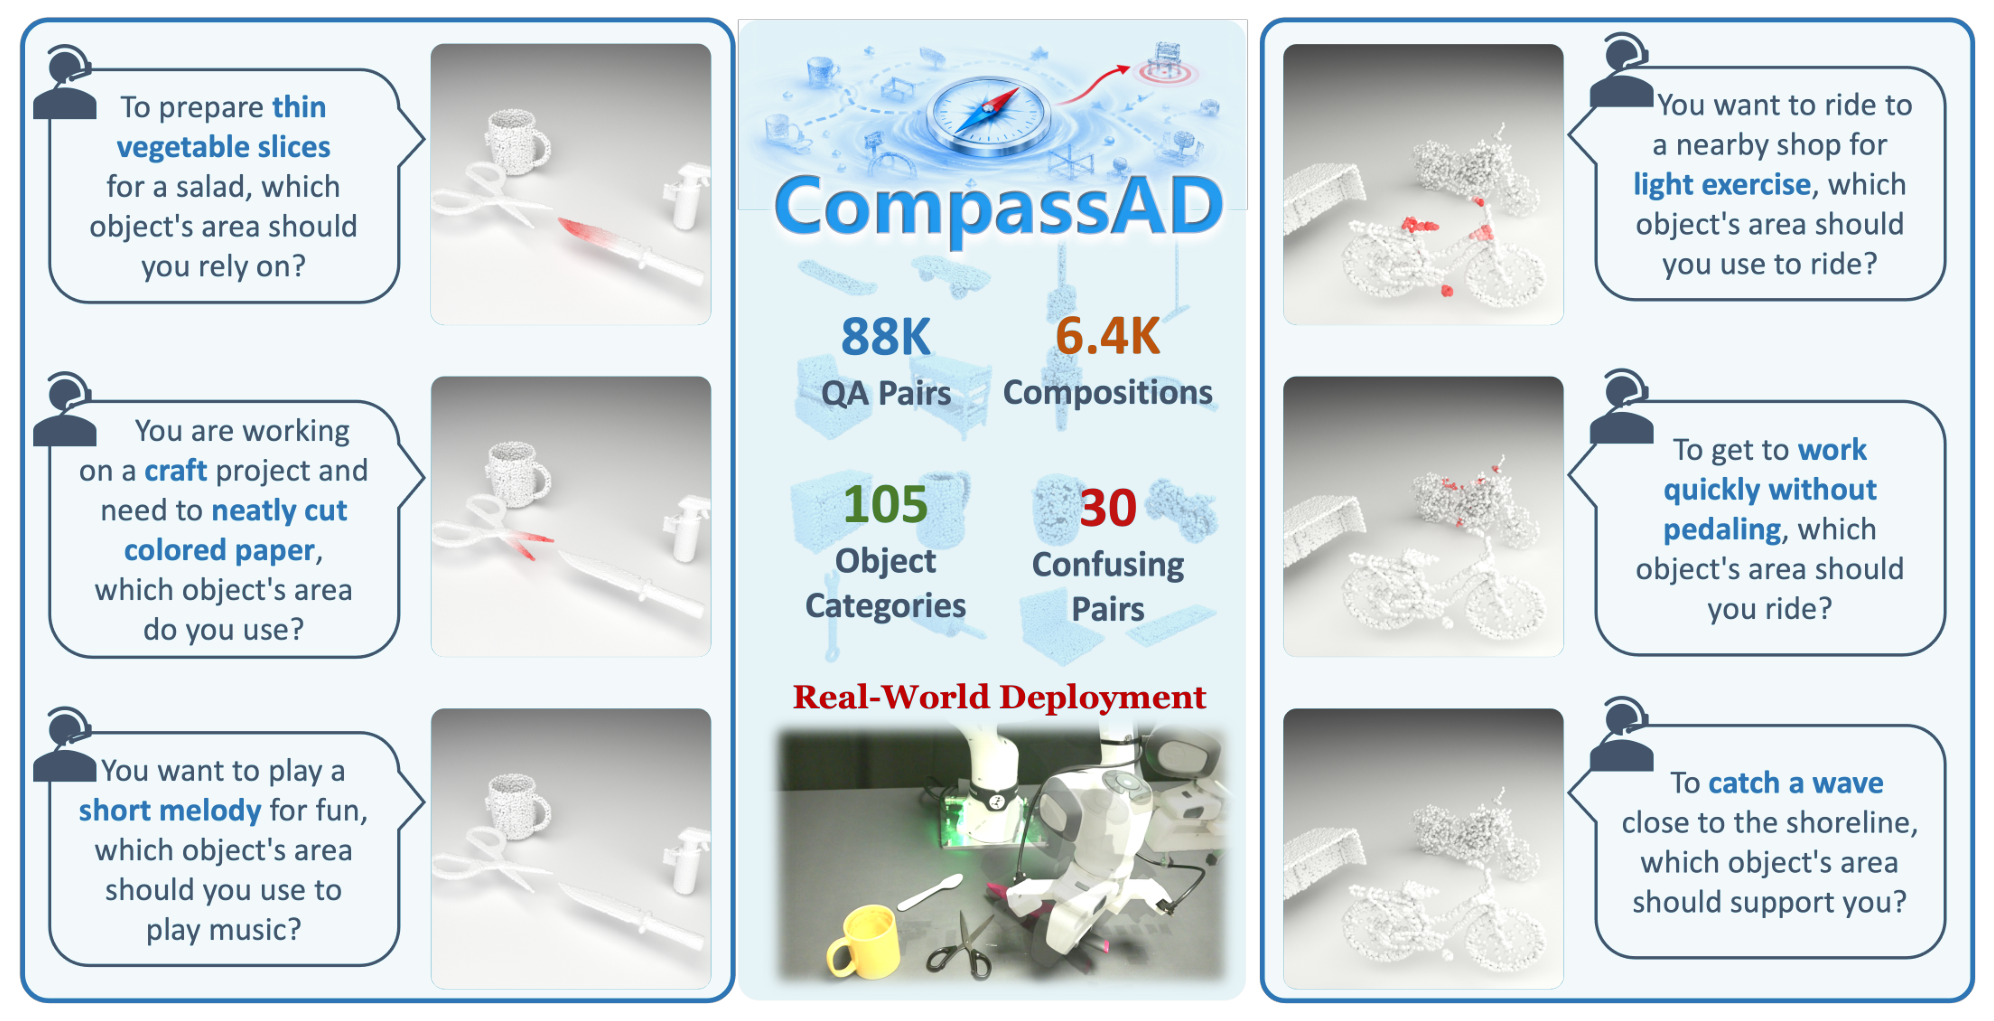 To prepare thin
vegetable slices
for a salad, which
object's area should
you rely on?
You are working
on a craft project and
need to neatly cut
colored paper,
which object's area
do you use?
You want to play a
short melody for fun,
which object's area
should you use to
play music?
CompassAD
88K
QA Pairs
6.4K
Compositions
105
Object
Categories
30
Confusing
Pairs
Real-World Deployment
You want to ride to
a nearby shop for
light exercise, which
object's area should
you use to ride?
To get to work
quickly without
pedaling, which
object's area should
you ride?
To catch a wave
close to the shoreline,
which object's area
should support you?